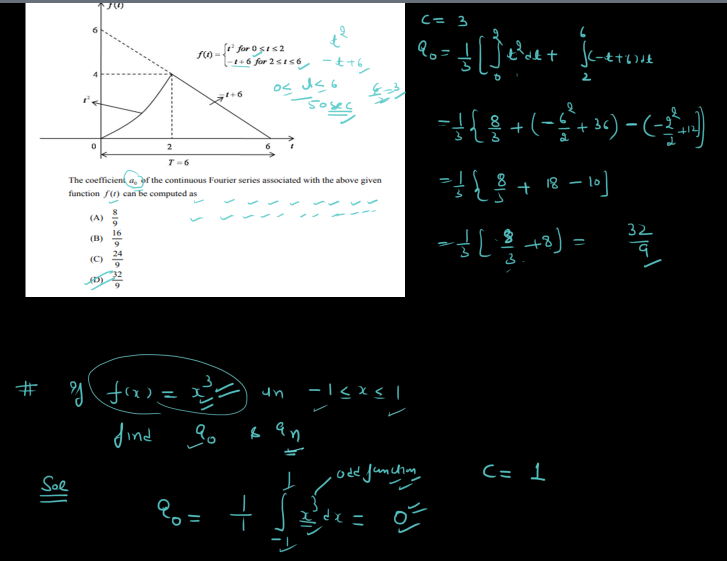 f(t)
6
4
t²
-t+6
0
2
6
t
T = 6
f(t) = { t² for 0 ≤ t ≤ 2
-t + 6 for 2 ≤ t ≤ 6
t²
-t+6
0≤ t ≤ 6
50 sec
c=3
The coefficient a₀ of the continuous Fourier series associated with the above given
function f(t) can be computed as
(A) 8/9
(B) 16/9
(C) 24/9
(D) 32/9
c = 3
a₀ = 1/3 [ ∫₀² t² dt + ∫₂⁶ (-t+6) dt
= 1/3 { 8/3 + (-6²/2 + 36) - (-2²/2 + 12) ]
= 1/3 { 8/3 + 18 - 10 ]
= 1/3 [ 8/3 + 8 ) = 32/9
# If f(x) = x³ in -1 ≤ x ≤ 1
find a₀ & aₙ
Sol
odd function
c = 1
a₀ = 1/1 ∫₋₁¹ x³ dx = 0